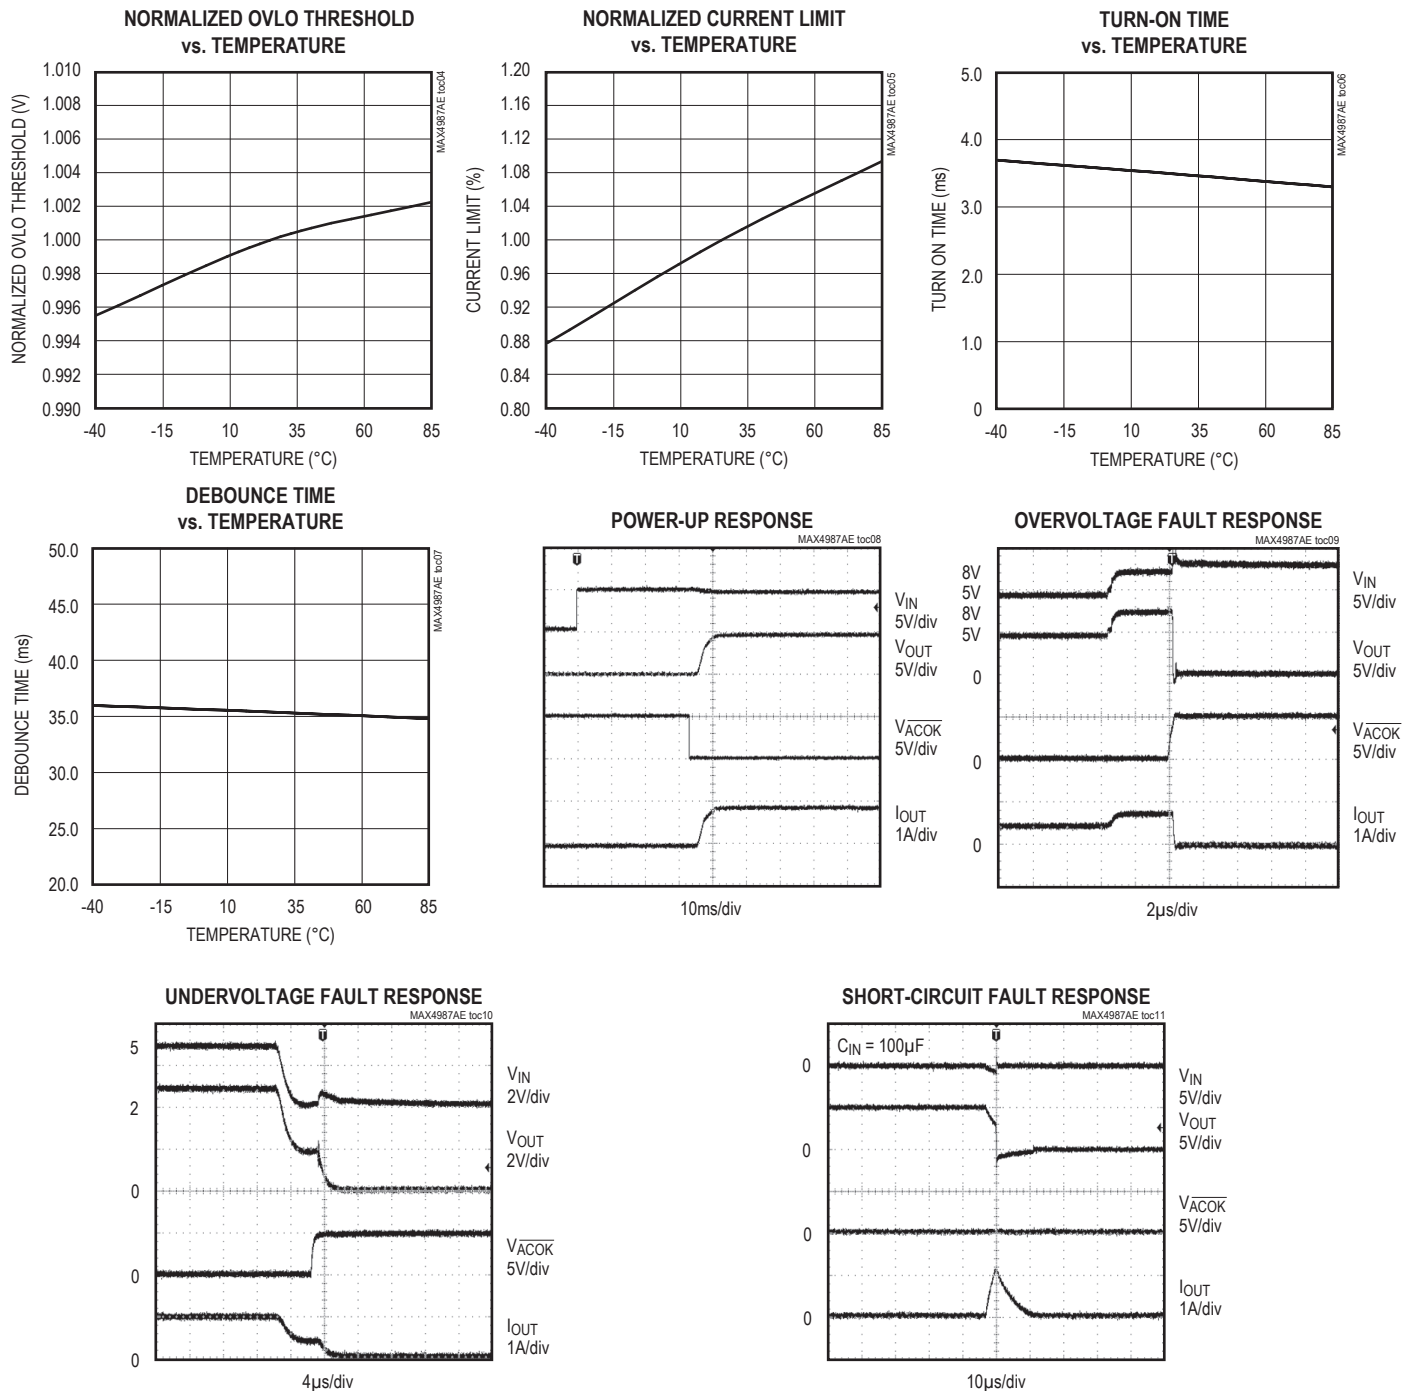 NORMALIZED OVLO THRESHOLD
vs. TEMPERATURE
MAX4987AE toc04
NORMALIZED OVLO THRESHOLD (V)
1.010
1.008
1.006
1.004
1.002
1.000
0.998
0.996
0.994
0.992
0.990
-40 -15 10 35 60 85
TEMPERATURE (°C)
NORMALIZED CURRENT LIMIT
vs. TEMPERATURE
MAX4987AE toc05
CURRENT LIMIT (%)
1.20
1.16
1.12
1.08
1.04
1.00
0.96
0.92
0.88
0.84
0.80
-40 -15 10 35 60 85
TEMPERATURE (°C)
TURN-ON TIME
vs. TEMPERATURE
MAX4987AE toc06
TURN ON TIME (ms)
5.0
4.0
3.0
2.0
1.0
0
-40 -15 10 35 60 85
TEMPERATURE (°C)
DEBOUNCE TIME
vs. TEMPERATURE
MAX4987AE toc07
DEBOUNCE TIME (ms)
50.0
45.0
40.0
35.0
30.0
25.0
20.0
-40 -15 10 35 60 85
TEMPERATURE (°C)
POWER-UP RESPONSE
MAX4987AE toc08
T
VIN
5V/div
VOUT
5V/div
VACOK
5V/div
IOUT
1A/div
10ms/div
OVERVOLTAGE FAULT RESPONSE
MAX4987AE toc09
T
8V
5V
8V
5V
0
0
0
VIN
5V/div
VOUT
5V/div
VACOK
5V/div
IOUT
1A/div
2µs/div
UNDERVOLTAGE FAULT RESPONSE
MAX4987AE toc10
T
5
2
0
0
0
VIN
2V/div
VOUT
2V/div
VACOK
5V/div
IOUT
1A/div
4µs/div
SHORT-CIRCUIT FAULT RESPONSE
MAX4987AE toc11
T
CIN = 100µF
0
0
0
0
VIN
5V/div
VOUT
5V/div
VACOK
5V/div
IOUT
1A/div
10µs/div